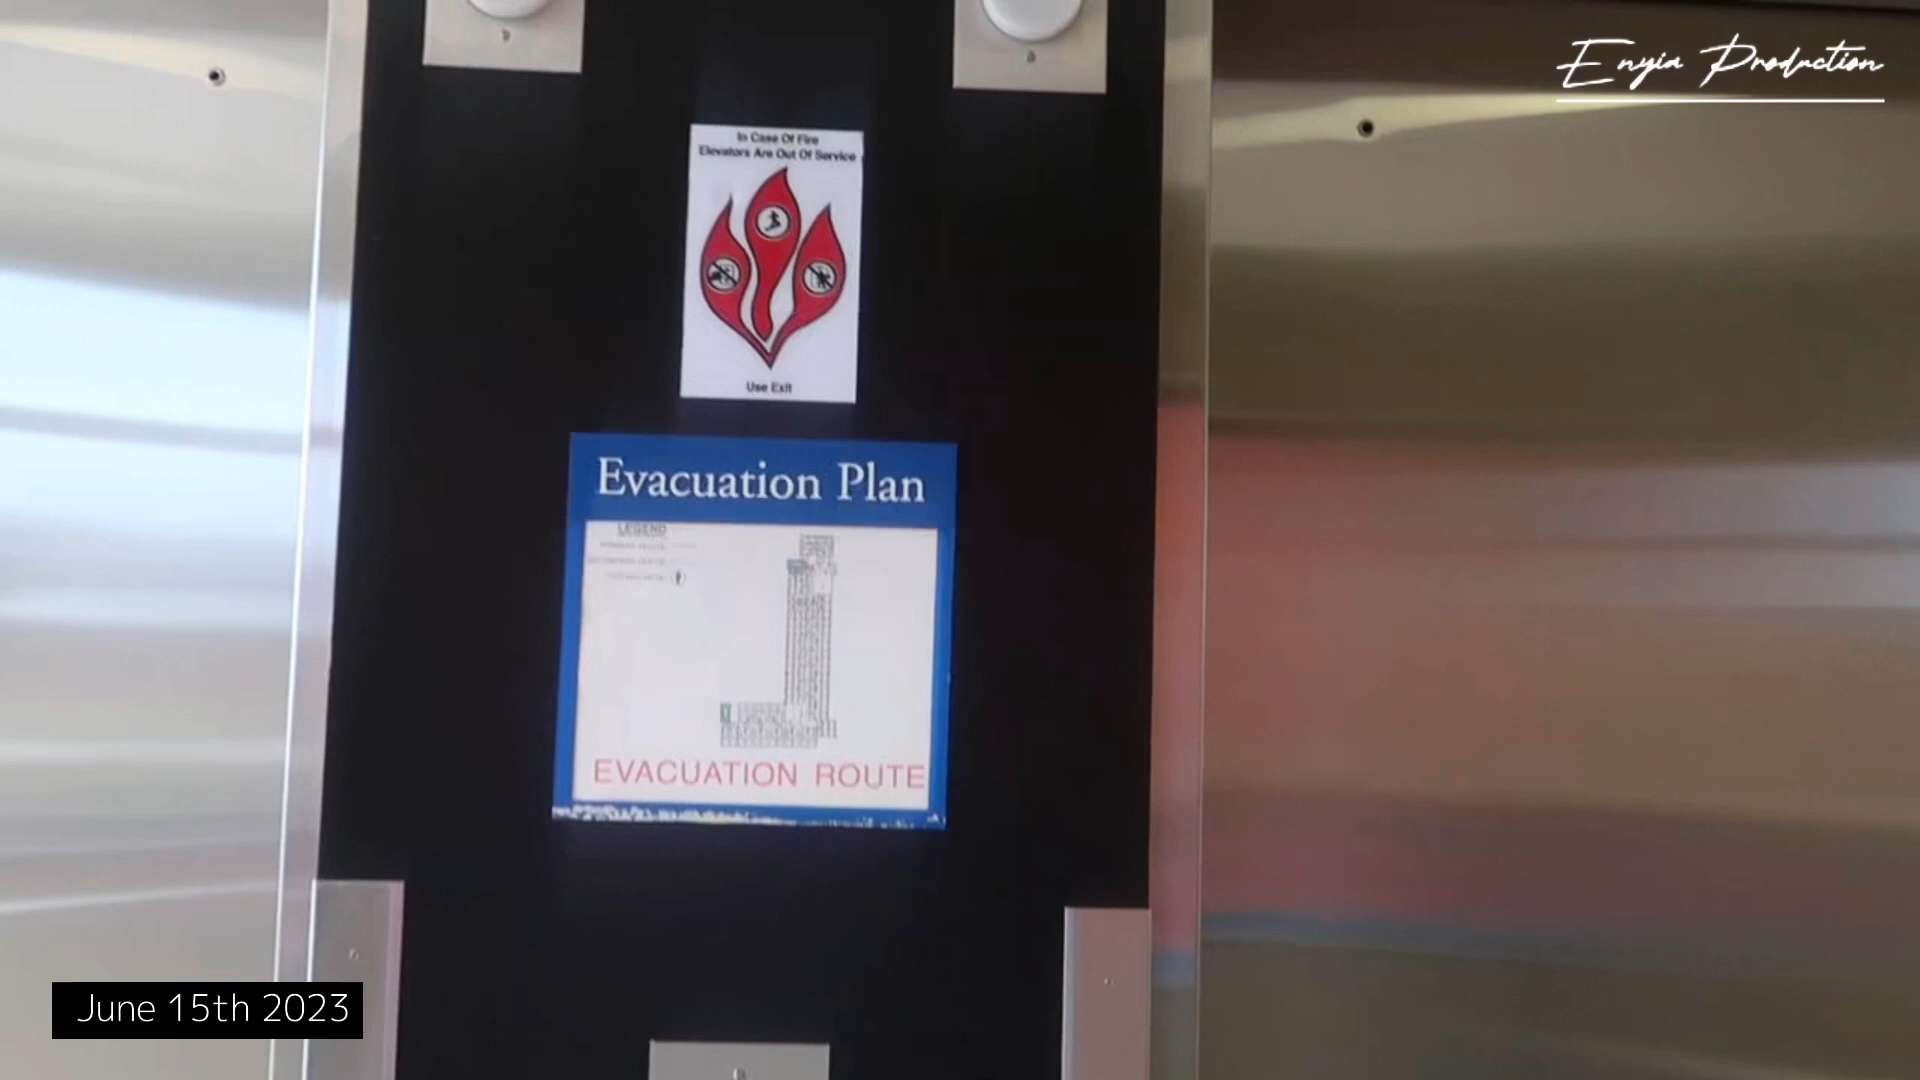 Enyia Production
In Case Of Fire
Elevators Are Out Of Service
Use Exit
Evacuation Plan
LEGEND
EVACUATION ROUTE
June 15th 2023